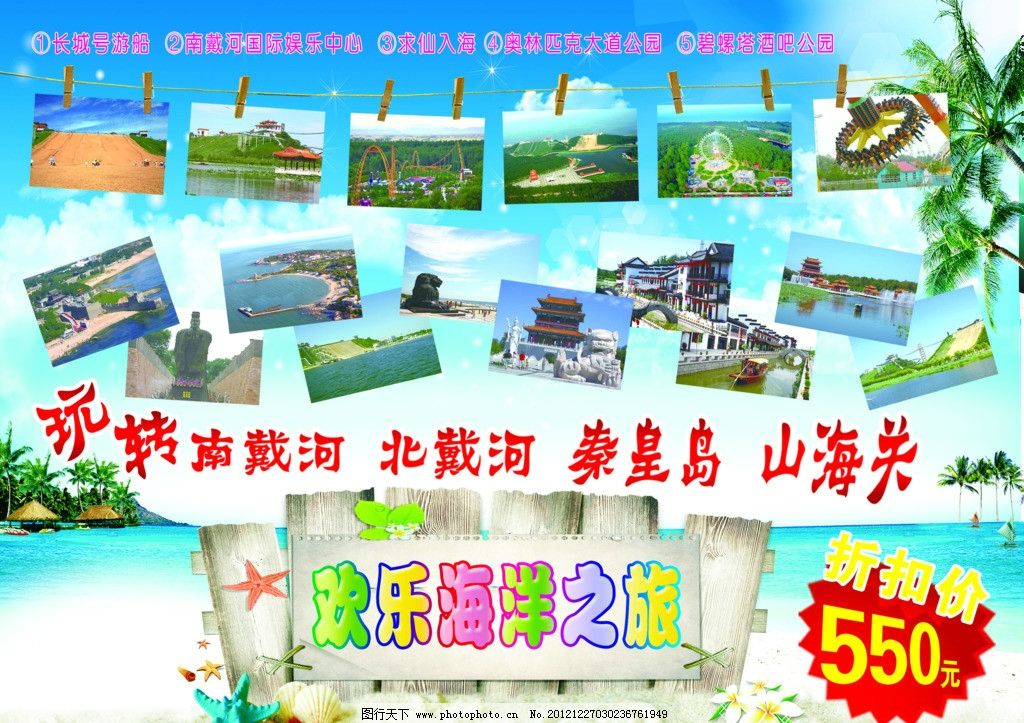 ①长城号游船 ②南戴河国际娱乐中心 ③求仙入海 ④奥林匹克大道公园 ⑤碧螺塔酒吧公园
玩转南戴河 北戴河 秦皇岛 山海关
欢乐海洋之旅
折扣价
550元
图行天下 www.photophoto.cn No.20121227030236761949